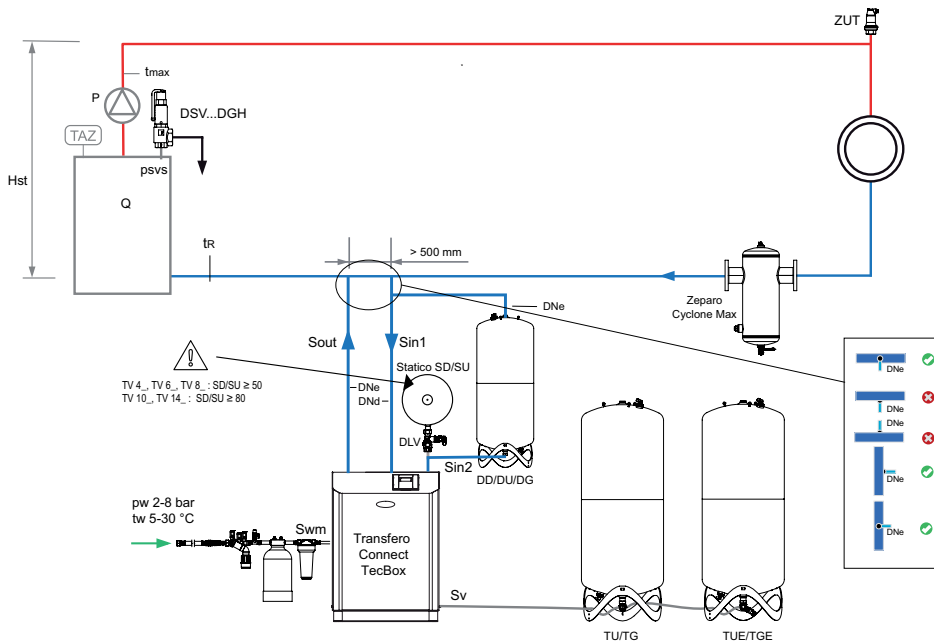 ZUT
tmax
P
DSV...DGH
TAZ
psvs
Hst
Q
tR
> 500 mm
DNe
Zeparo
Cyclone Max
Sout
Sin1
Statico SD/SU
TV 4_, TV 6_, TV 8_ : SD/SU ≥ 50
TV 10_, TV 14_ : SD/SU ≥ 80
DNe
DNd
DLV
Sin2
DD/DU/DG
DNe
DNe
DNe
DNe
DNe
pw 2-8 bar
tw 5-30 °C
Swm
Transfero
Connect
TecBox
Sv
TU/TG
TUE/TGE